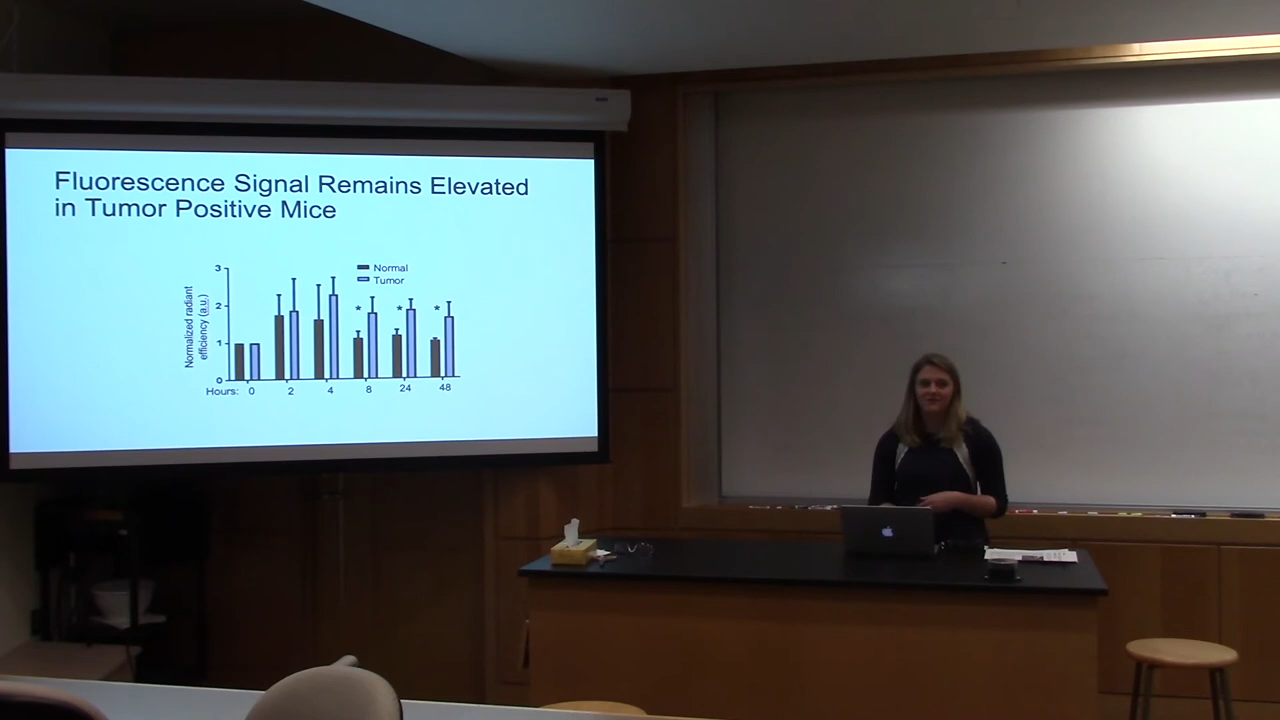 Fluorescence Signal Remains Elevated
in Tumor Positive Mice
Normal
Tumor
Normalized radiant
efficiency (a.u.)
3
2
1
0
* * *
Hours: 0 2 4 8 24 48